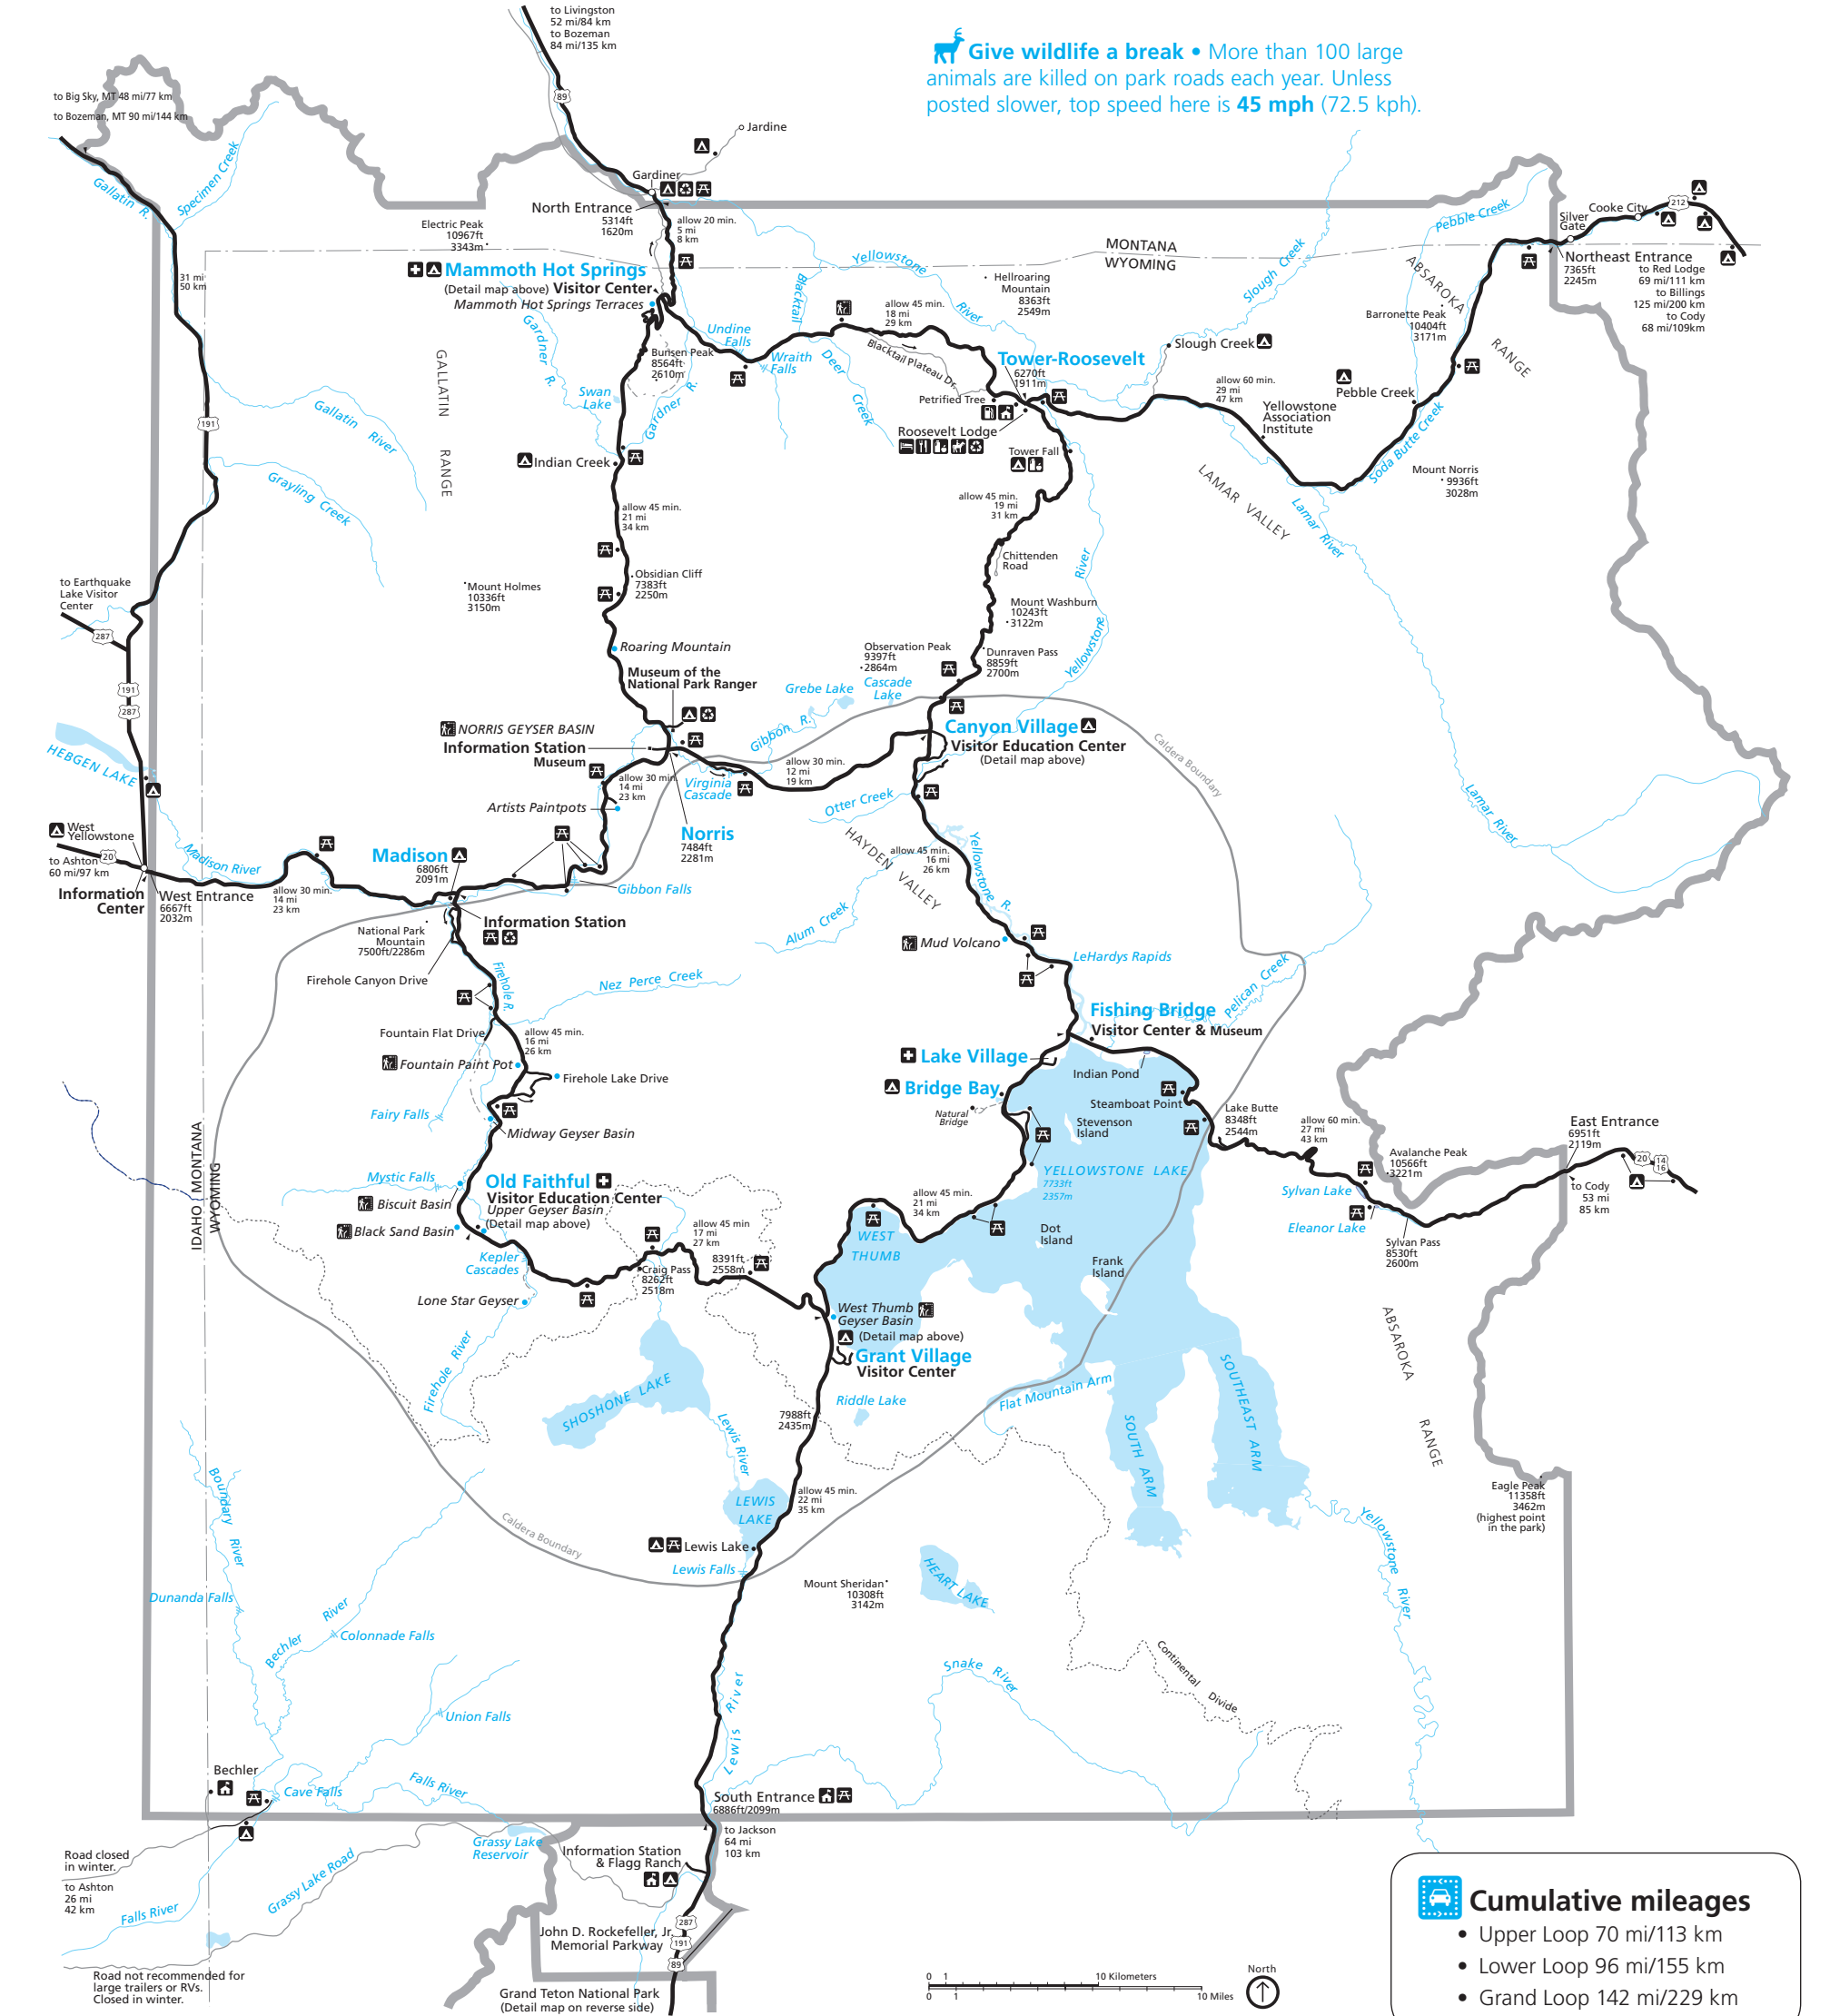 to Livingston
52 mi/84 km
to Bozeman
84 mi/135 km
Give wildlife a break • More than 100 large
animals are killed on park roads each year. Unless
posted slower, top speed here is 45 mph (72.5 kph).
to Big Sky, MT 48 mi/77 km
to Bozeman, MT 90 mi/144 km
89
Jardine
Gallatin R.
Specimen Creek
Gardiner
North Entrance
5314ft
1620m
allow 20 min.
5 mi
8 km
Electric Peak
10967ft
3343m
Mammoth Hot Springs
(Detail map above) Visitor Center
Mammoth Hot Springs Terraces
MONTANA
WYOMING
Yellowstone
River
Blacktail
Deer
Creek
Hellroaring
Mountain
8363ft
2549m
Slough Creek
Pebble Creek
Cooke City
212
Silver
Gate
Northeast Entrance
7365ft
2245m
to Red Lodge
69 mi/111 km
to Billings
125 mi/200 km
to Cody
68 mi/109km
ABSAROKA
RANGE
Barronette Peak
10404ft
3171m
31 mi
50 km
Gardner R.
Undine
Falls
Wraith
Falls
allow 45 min.
18 mi
29 km
Blacktail Plateau Dr.
Tower-Roosevelt
6270ft
1911m
Slough Creek
Petrified Tree
Roosevelt Lodge
Tower Fall
allow 60 min.
29 mi
47 km
Yellowstone
Association
Institute
Pebble Creek
Soda Butte Creek
Mount Norris
9936ft
3028m
LAMAR VALLEY
Lamar River
GALLATIN
RANGE
Bunsen Peak
8564ft
2610m
Swan
Lake
Gardner R.
Gallatin River
191
Grayling Creek
Indian Creek
allow 45 min.
21 mi
34 km
allow 45 min.
19 mi
31 km
Chittenden
Road
River
Yellowstone
Mount Holmes
10336ft
3150m
Obsidian Cliff
7383ft
2250m
Mount Washburn
10243ft
3122m
to Earthquake
Lake Visitor
Center
287
191
287
Roaring Mountain
Museum of the
National Park Ranger
Observation Peak
9397ft
2864m
Dunraven Pass
8859ft
2700m
Grebe Lake
Cascade
Lake
Gibbon R.
NORRIS GEYSER BASIN
Information Station
Museum
Canyon Village
Visitor Education Center
(Detail map above)
Caldera Boundary
HEBGEN LAKE
allow 30 min.
14 mi
23 km
Virginia
Cascade
allow 30 min.
12 mi
19 km
Otter Creek
Artists Paintpots
Norris
7484ft
2281m
Lamar River
West
Yellowstone
20
to Ashton
60 mi/97 km
Madison River
Madison
6806ft
2091m
HAYDEN VALLEY
allow 45 min.
16 mi
26 km
Yellowstone R.
Information
Center
West Entrance
6667ft
2032m
allow 30 min.
14 mi
23 km
Gibbon Falls
Information Station
National Park
Mountain
7500ft/2286m
Alum Creek
Mud Volcano
LeHardys Rapids
Pelican Creek
Firehole Canyon Drive
Firehole R.
Nez Perce Creek
Fishing Bridge
Visitor Center & Museum
Fountain Flat Drive
allow 45 min.
16 mi
26 km
Lake Village
Indian Pond
Fountain Paint Pot
Firehole Lake Drive
Bridge Bay
Natural
Bridge
Steamboat Point
Stevenson
Island
Lake Butte
8348ft
2544m
allow 60 min.
27 mi
43 km
Fairy Falls
Midway Geyser Basin
East Entrance
6951ft
2119m
20
14
16
Avalanche Peak
10566ft
3221m
YELLOWSTONE LAKE
7733ft
2357m
Sylvan Lake
Eleanor Lake
to Cody
53 mi
85 km
Sylvan Pass
8530ft
2600m
IDAHO MONTANA
WYOMING
Mystic Falls
Old Faithful
Visitor Education Center
Upper Geyser Basin
(Detail map above)
Biscuit Basin
Black Sand Basin
allow 45 min.
21 mi
34 km
Dot
Island
WEST
THUMB
Frank
Island
Kepler
Cascades
allow 45 min
17 mi
27 km
Craig Pass
8262ft
2518m
8391ft
2558m
Lone Star Geyser
West Thumb
Geyser Basin
(Detail map above)
Grant Village
Visitor Center
Firehole River
SHOSHONE LAKE
Riddle Lake
Flat Mountain Arm
SOUTH ARM
SOUTHEAST ARM
ABSAROKA
RANGE
7988ft
2435m
Lewis River
Boundary River
LEWIS
LAKE
allow 45 min.
22 mi
35 km
Eagle Peak
11358ft
3462m
(highest point
in the park)
Caldera Boundary
Lewis Lake
Lewis Falls
Mount Sheridan
10308ft
3142m
HEART LAKE
Yellowstone River
Dunanda Falls
Bechler River
Colonnade Falls
Continental Divide
Snake River
Lewis River
Union Falls
Bechler
Cave Falls
Falls River
South Entrance
6886ft/2099m
Grassy Lake
Reservoir
to Jackson
64 mi
103 km
Information Station
& Flagg Ranch
Road closed
in winter.
to Ashton
26 mi
42 km
Falls River
Grassy Lake Road
287
191
89
John D. Rockefeller, Jr.
Memorial Parkway
Road not recommended for
large trailers or RVs.
Closed in winter.
Grand Teton National Park
(Detail map on reverse side)
0 1 10 Kilometers
0 1 10 Miles
North
Cumulative mileages
• Upper Loop 70 mi/113 km
• Lower Loop 96 mi/155 km
• Grand Loop 142 mi/229 km